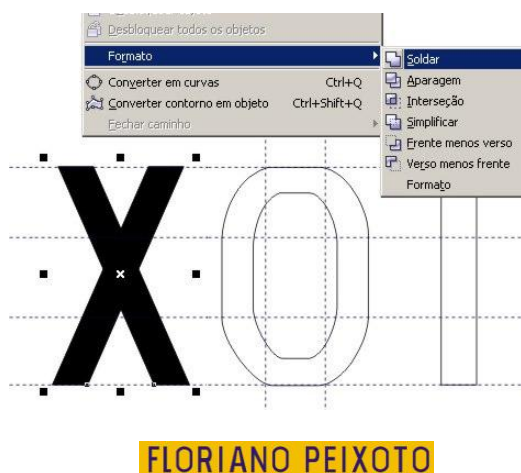 Desbloquear todos os objetos
Formato
Soldar
Converter em curvas Ctrl+Q
Aparagem
Converter contorno em objeto Ctrl+Shift+Q
Interseção
Fechar caminho
Simplificar
Frente menos verso
Verso menos frente
Formato
XOI
FLORIANO PEIXOTO